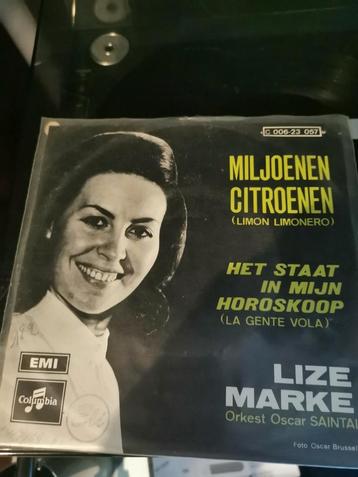 C 006-23 057
MILJOENEN
CITROENEN
(LIMON LIMONERO)
HET STAAT
IN MIJN
HOROSKOOP
(LA GENTE VOLA)
LIZE
MARKE
Orkest Oscar SAINTAL
Foto Oscar Brussel
EMI
Columbia